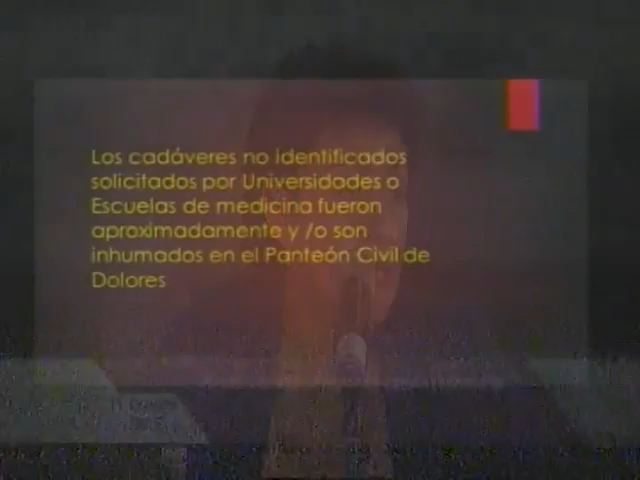 Los cadáveres no identificados
solicitados por Universidades o
Escuelas de medicina fueron
aproximadamente y /o son
inhumados en el Panteón Civil de
Dolores